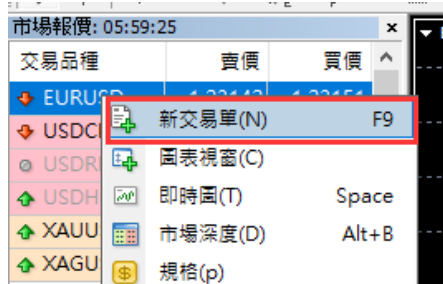 市場報價: 05:59:25
交易品種 賣價 買價
EURUSD
新交易單(N) F9
USDC
圖表視窗(C)
USDR
即時圖(T) Space
USDH
市場深度(D) Alt+B
XAUU
規格(p)
XAGU